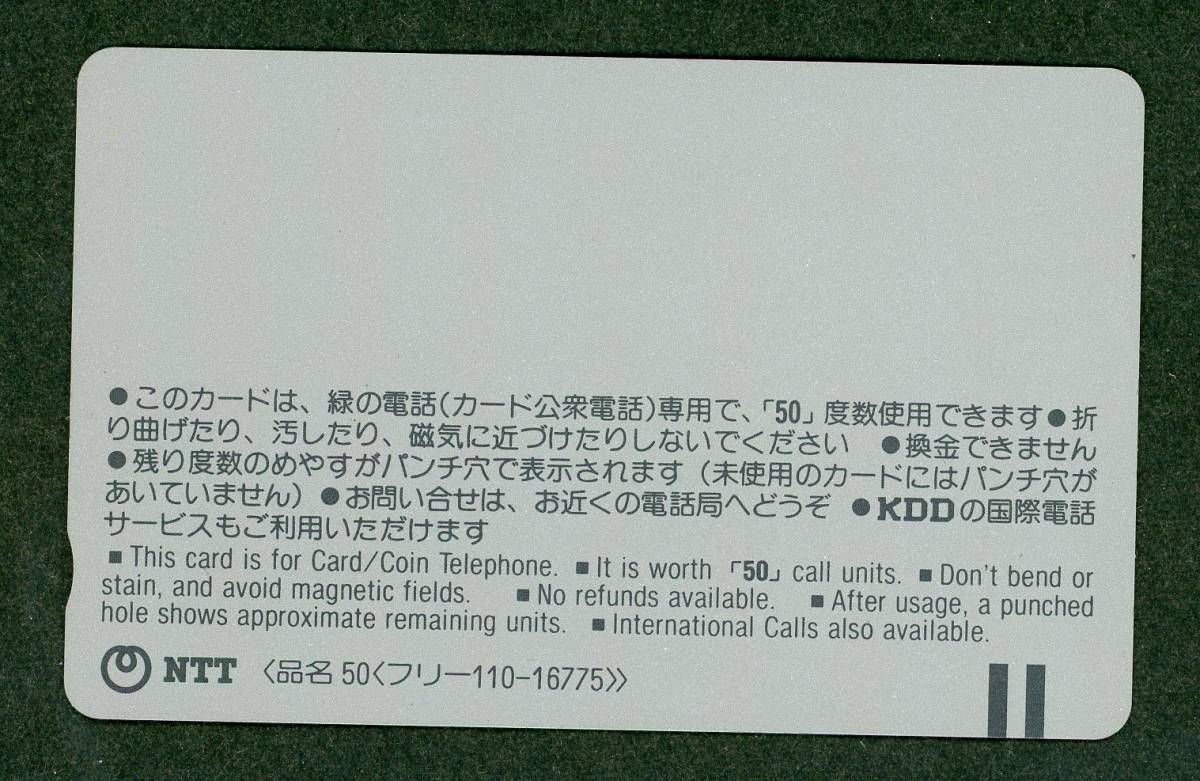 ●このカードは、緑の電話(カード公衆電話)専用で、「50」度数使用できます●折
り曲げたり、汚したり、磁気に近づけたりしないでください ●換金できません
●残り度数のめやすがパンチ穴で表示されます(未使用のカードにはパンチ穴が
あいていません)●お問い合せは、お近くの電話局へどうぞ ●KDDの国際電話
サービスもご利用いただけます
■This card is for Card/Coin Telephone. ■It is worth 「50」 call units. ■Don't bend or
stain, and avoid magnetic fields. ■No refunds available. ■After usage, a punched
hole shows approximate remaining units. ■International Calls also available.
NTT 〈品名 50〈フリー110-16775〉〉